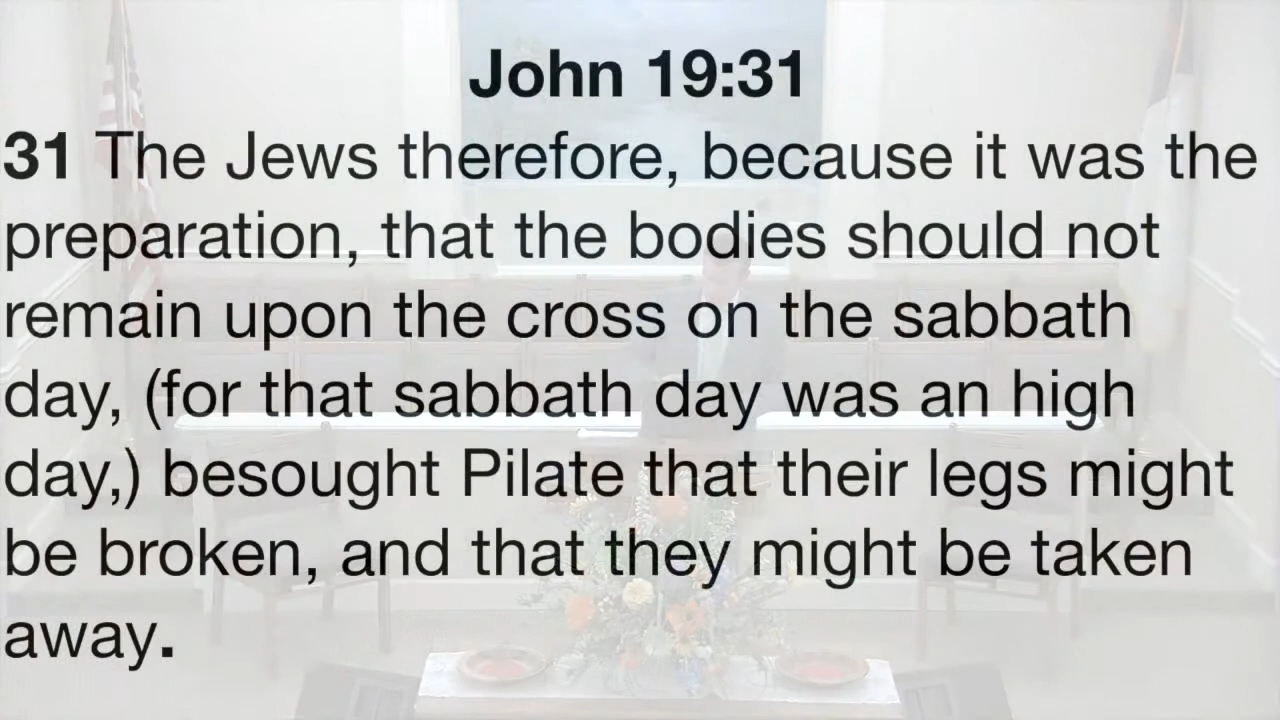 John 19:31
31 The Jews therefore, because it was the
preparation, that the bodies should not
remain upon the cross on the sabbath
day, (for that sabbath day was an high
day,) besought Pilate that their legs might
be broken, and that they might be taken
away.